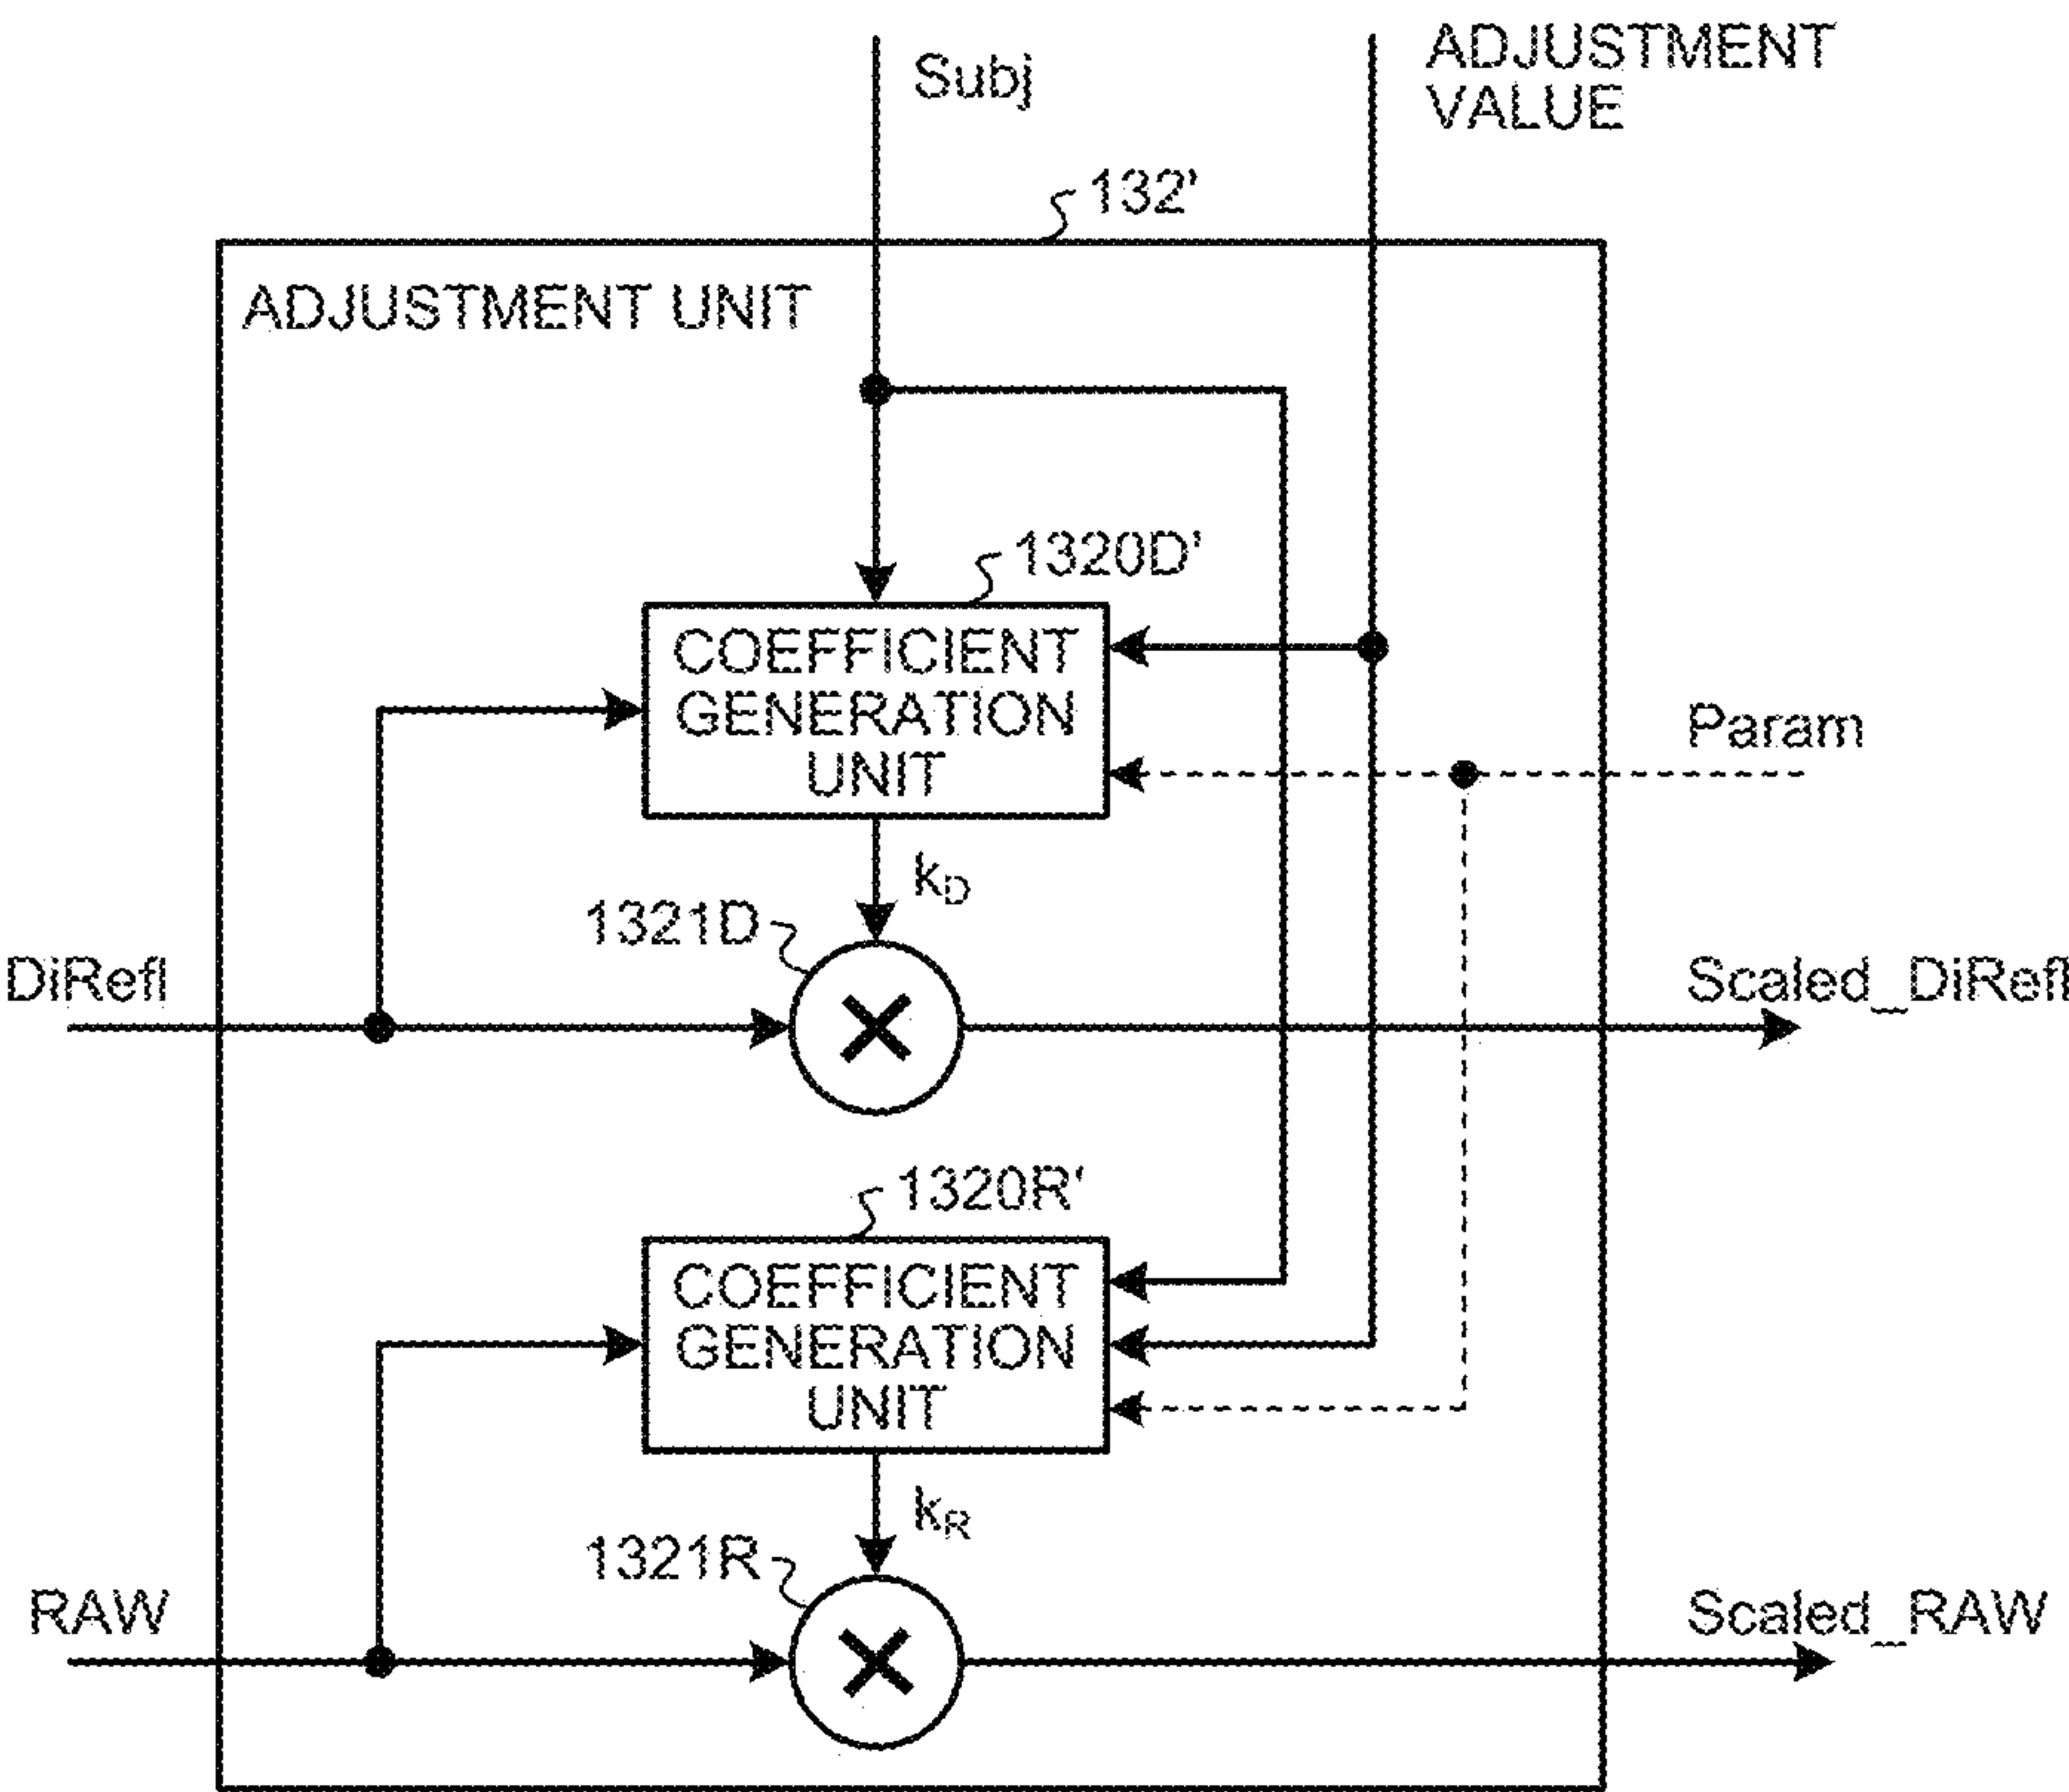 Subj
ADJUSTMENT
VALUE
132'
ADJUSTMENT UNIT
1320D'
COEFFICIENT
GENERATION
UNIT
Param
kD
1321D
DiRefl
Scaled_DiRefl
1320R'
COEFFICIENT
GENERATION
UNIT
kR
1321R
RAW
Scaled_RAW